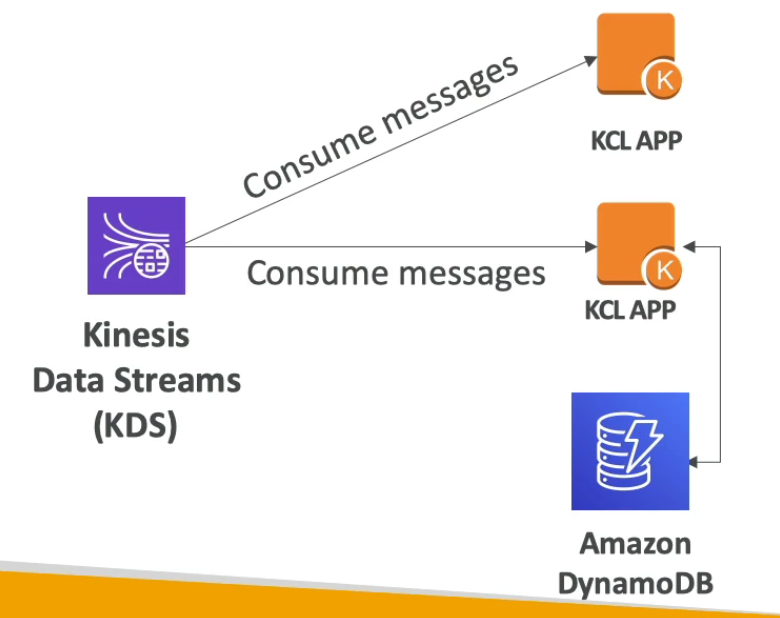 Consume messages
K
KCL APP
Consume messages
K
KCL APP
Kinesis
Data Streams
(KDS)
Amazon
DynamoDB